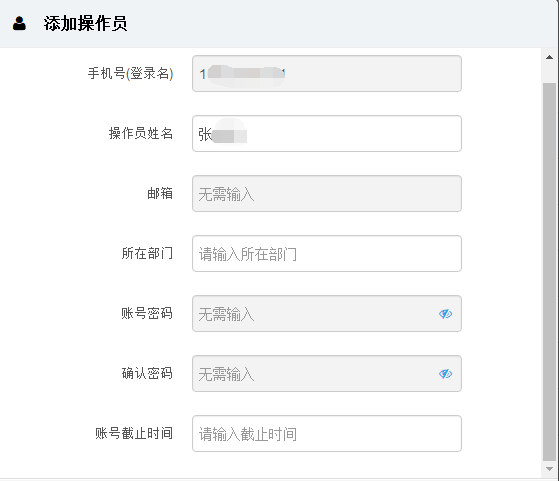 添加操作员
手机号(登录名)
操作员姓名 张
邮箱 无需输入
所在部门 请输入所在部门
账号密码 无需输入
确认密码 无需输入
账号截止时间 请输入截止时间